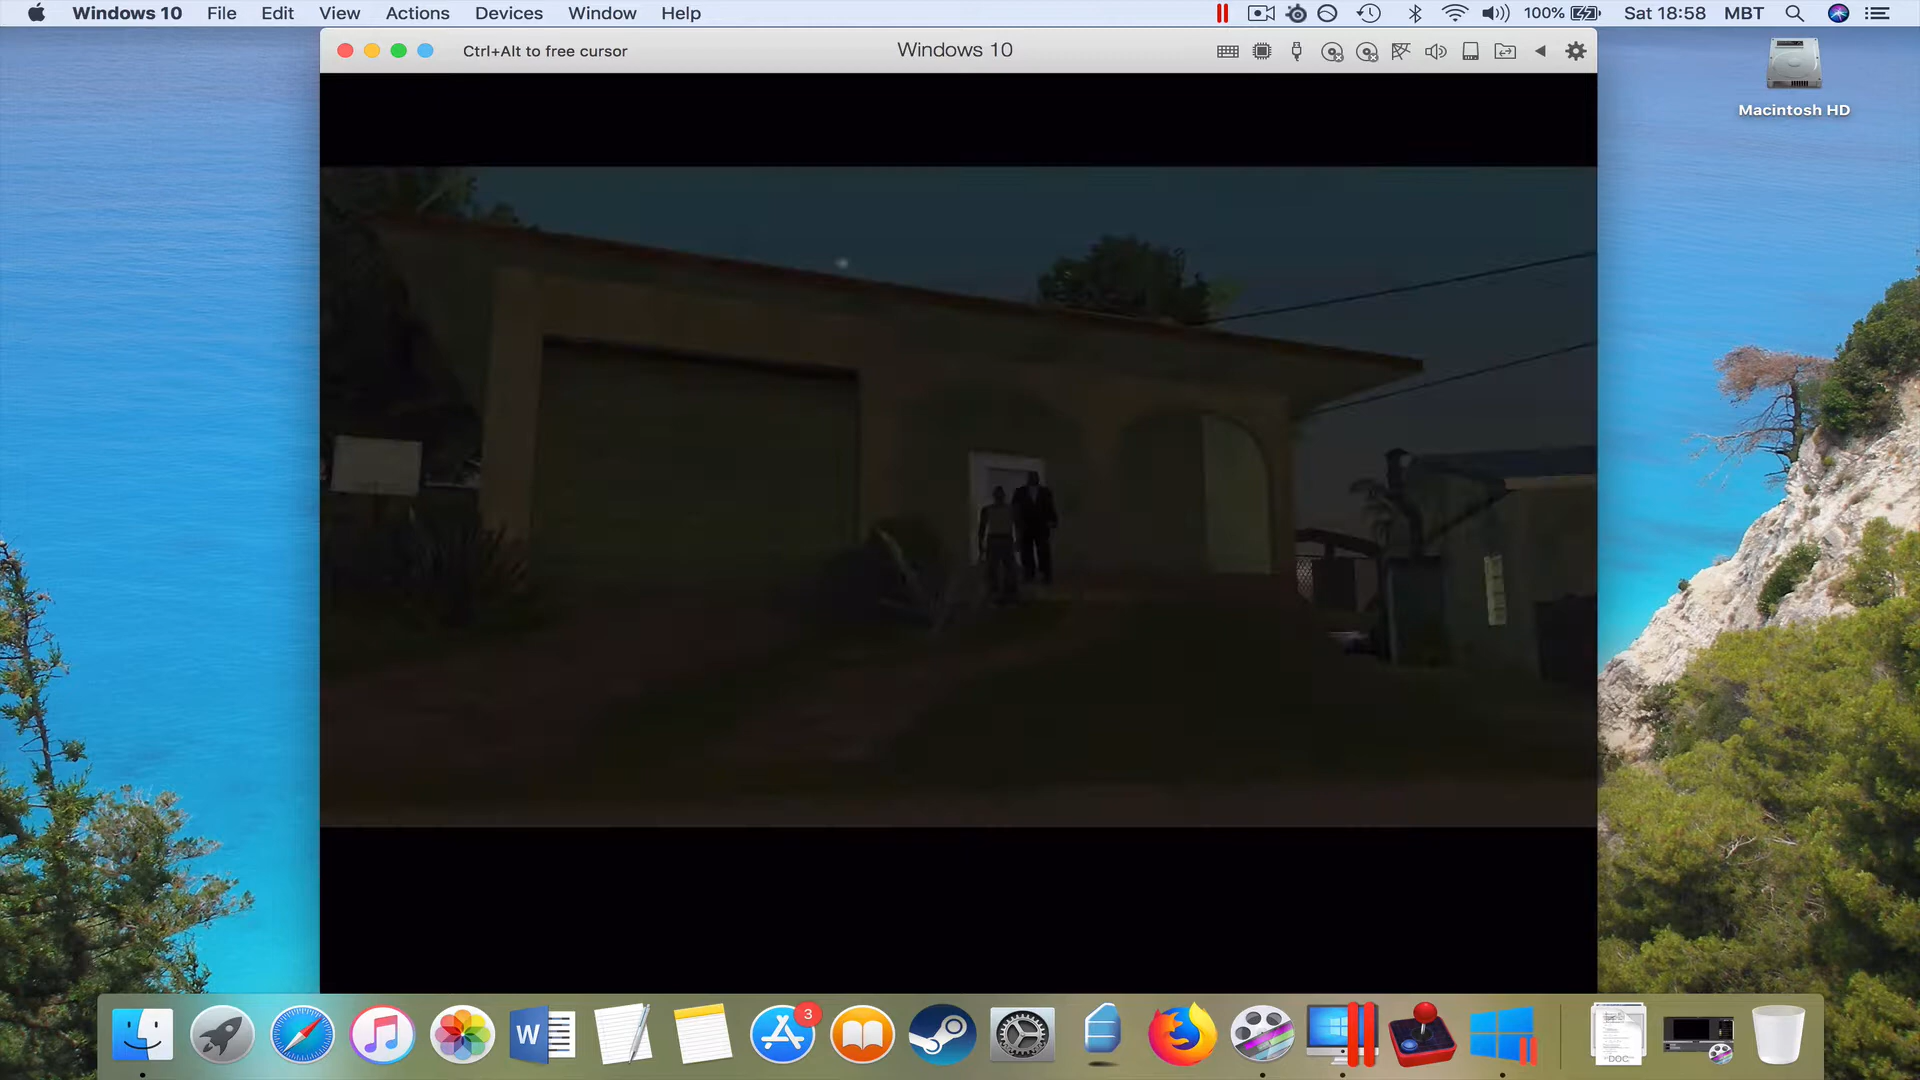 Windows 10 File Edit View Actions Devices Window Help 100% Sat 18:58 MBT
Ctrl+Alt to free cursor Windows 10
Macintosh HD
3
W
DOC